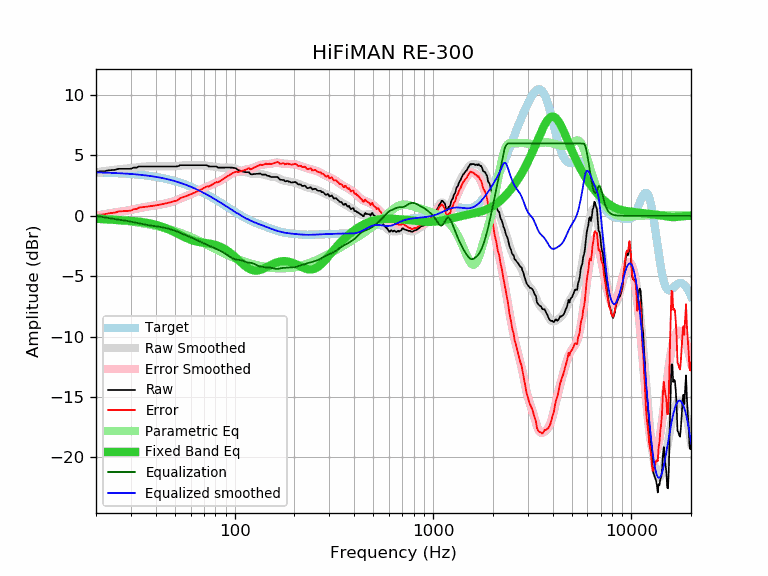 HiFiMAN RE-300
Amplitude (dBr)
10
5
0
−5
−10
−15
−20
Target
Raw Smoothed
Error Smoothed
Raw
Error
Parametric Eq
Fixed Band Eq
Equalization
Equalized smoothed
100 1000 10000
Frequency (Hz)